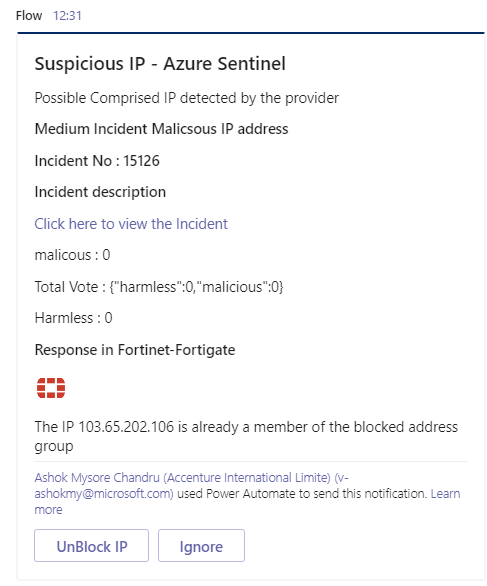 Flow 12:31
Suspicious IP - Azure Sentinel
Possible Comprised IP detected by the provider
Medium Incident Malicsous IP address
Incident No : 15126
Incident description
Click here to view the Incident
malicous : 0
Total Vote : {"harmless":0,"malicious":0}
Harmless : 0
Response in Fortinet-Fortigate
The IP 103.65.202.106 is already a member of the blocked address
group
Ashok Mysore Chandru (Accenture International Limite) (v-
ashokmy@microsoft.com) used Power Automate to send this notification. Learn
more
UnBlock IP Ignore